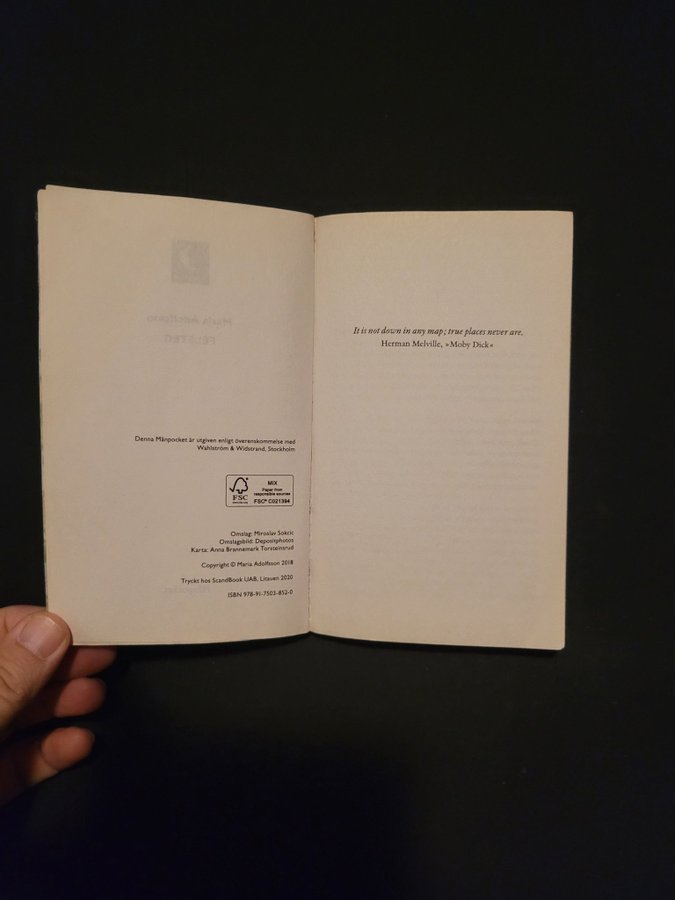 Denna Månpocket är utgiven enligt överenskommelse med
Wahlström & Widstrand, Stockholm
FSC
MIX
Paper from
responsible sources
FSC® C021394
Omslag: Miroslav Sokcic
Omslagsbild: Depositphotos
Karta: Anna Brannemark Torsteinsrud
Copyright © Maria Adolfsson 2018
Tryckt hos ScandBook UAB, Litauen 2020
ISBN 978-91-7503-852-0
It is not down in any map; true places never are.
Herman Melville, »Moby Dick«